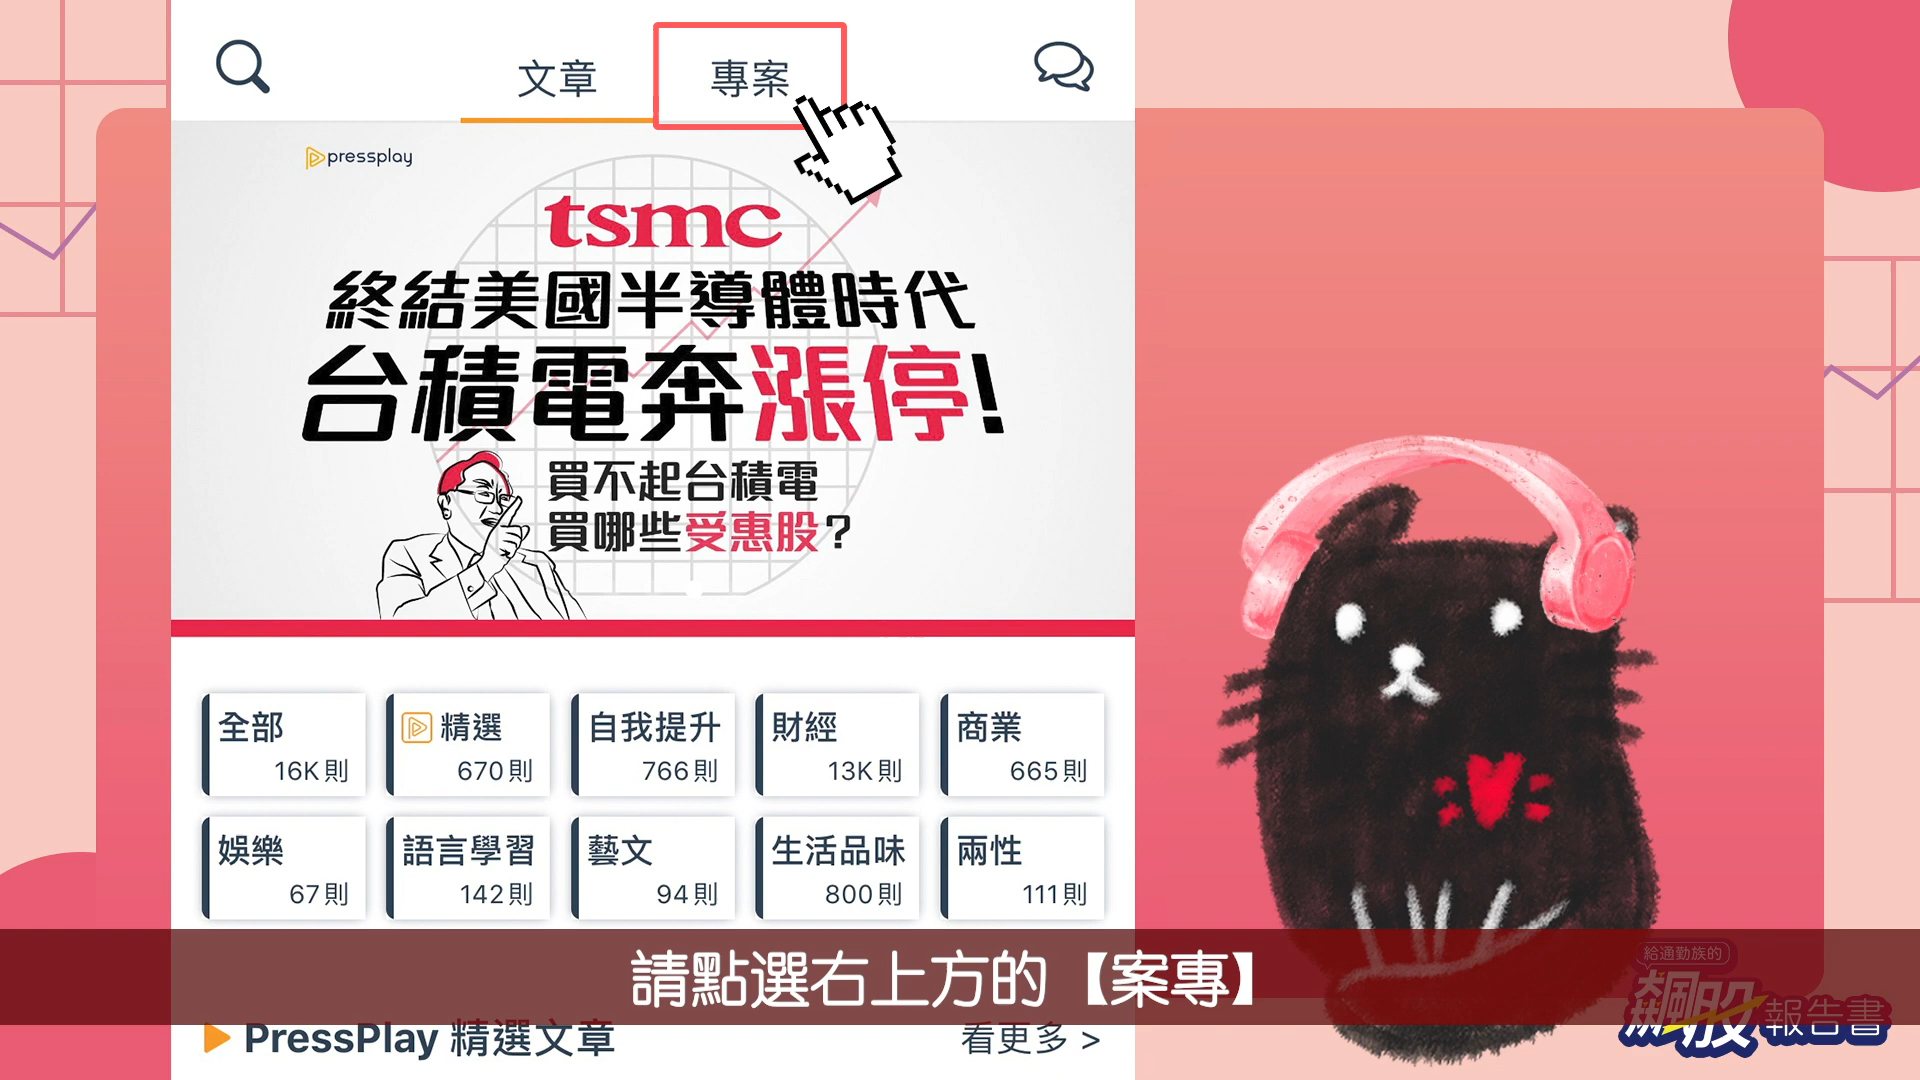 文章
專案
pressplay
tsmc
終結美國半導體時代
台積電奔漲停!
買不起台積電
買哪些受惠股?
全部
16K 則
精選
670 則
自我提升
766 則
財經
13K 則
商業
665 則
娛樂
67 則
語言學習
142 則
藝文
94 則
生活品味
800 則
兩性
111 則
請點選右上方的【案專】
PressPlay 精選文章
看更多 >
給通勤族的
飆股報告書